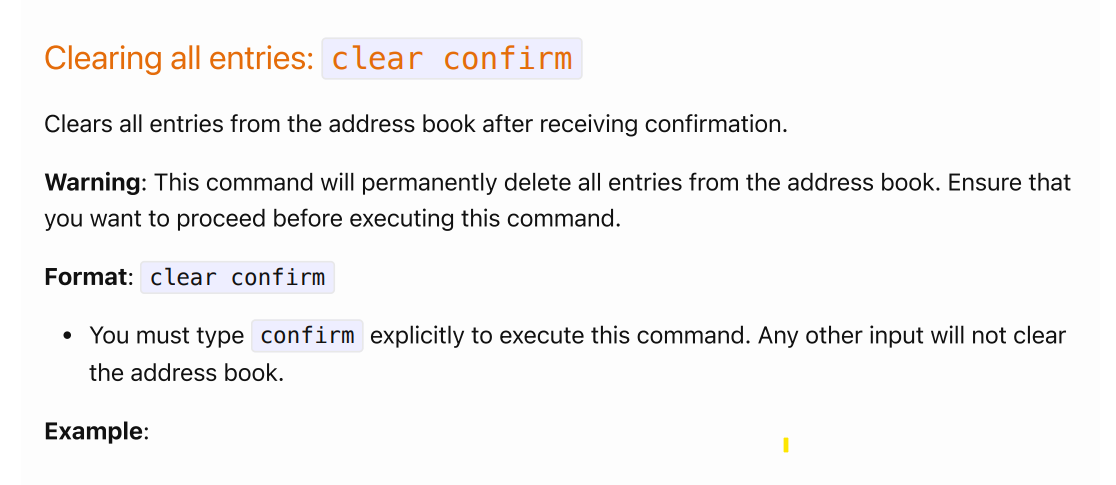 Clearing all entries: clear confirm
Clears all entries from the address book after receiving confirmation.
Warning: This command will permanently delete all entries from the address book. Ensure that
you want to proceed before executing this command.
Format: clear confirm
• You must type confirm explicitly to execute this command. Any other input will not clear
the address book.
Example: